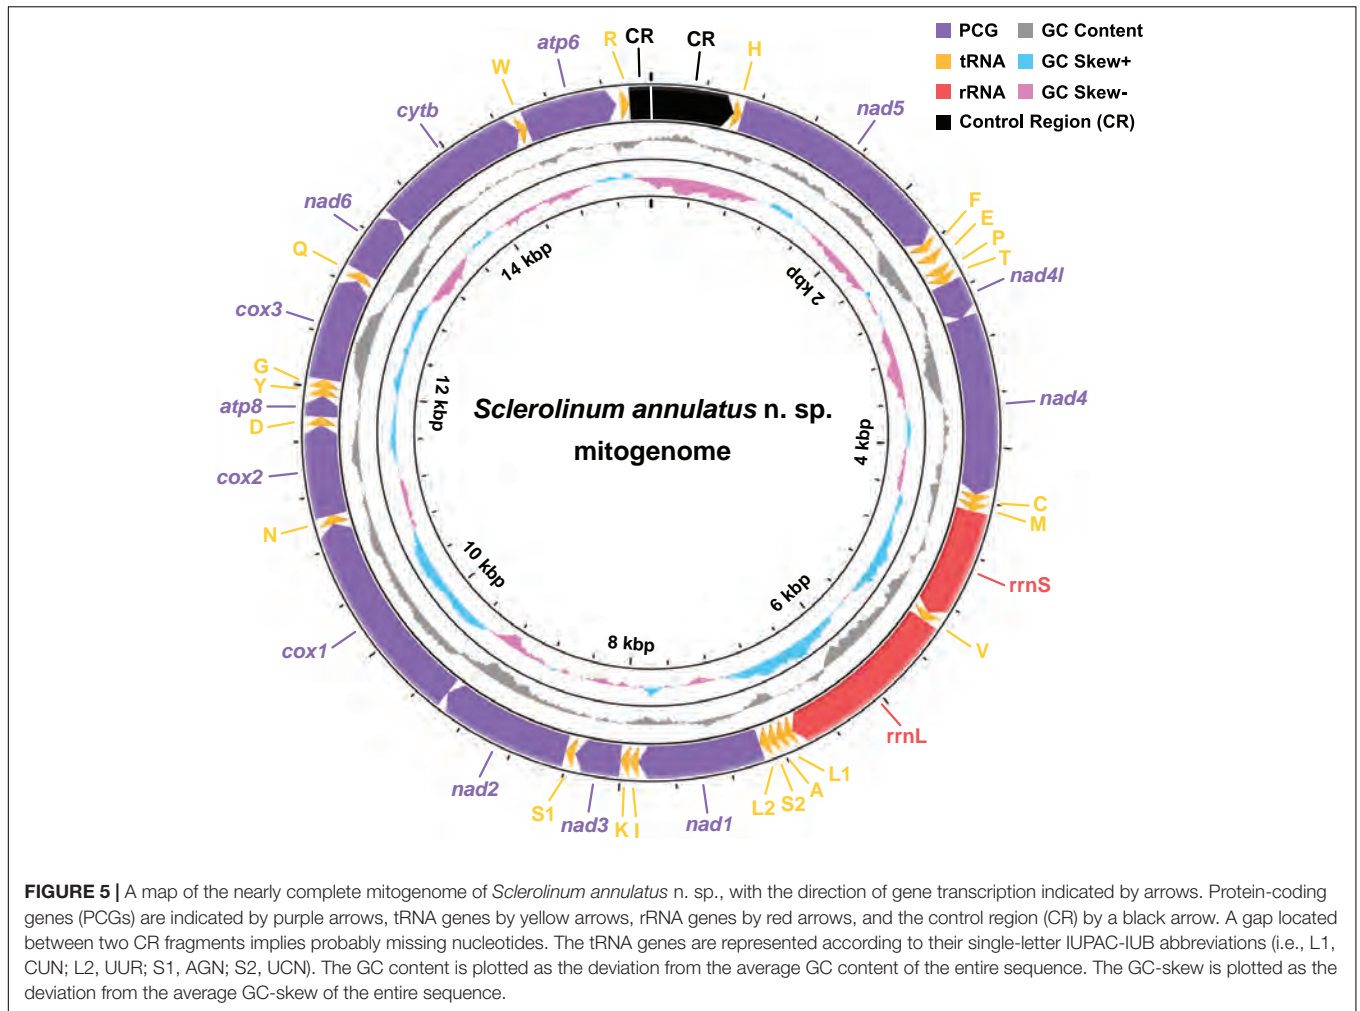 PCG GC Content
tRNA GC Skew+
rRNA GC Skew-
Control Region (CR)
CR
CR
H
nad5
F
E
P
T
nad4l
nad4
C
M
rrnS
V
rrnL
L1
A
S2
L2
nad1
I
K
nad3
S1
nad2
cox1
N
cox2
D
atp8
Y
G
cox3
Q
nad6
cytb
W
atp6
R
2 kbp
4 kbp
6 kbp
8 kbp
10 kbp
12 kbp
14 kbp
Sclerolinum annulatus n. sp.
mitogenome
FIGURE 5 | A map of the nearly complete mitogenome of Sclerolinum annulatus n. sp., with the direction of gene transcription indicated by arrows. Protein-coding
genes (PCGs) are indicated by purple arrows, tRNA genes by yellow arrows, rRNA genes by red arrows, and the control region (CR) by a black arrow. A gap located
between two CR fragments implies probably missing nucleotides. The tRNA genes are represented according to their single-letter IUPAC-IUB abbreviations (i.e., L1,
CUN; L2, UUR; S1, AGN; S2, UCN). The GC content is plotted as the deviation from the average GC content of the entire sequence. The GC-skew is plotted as the
deviation from the average GC-skew of the entire sequence.